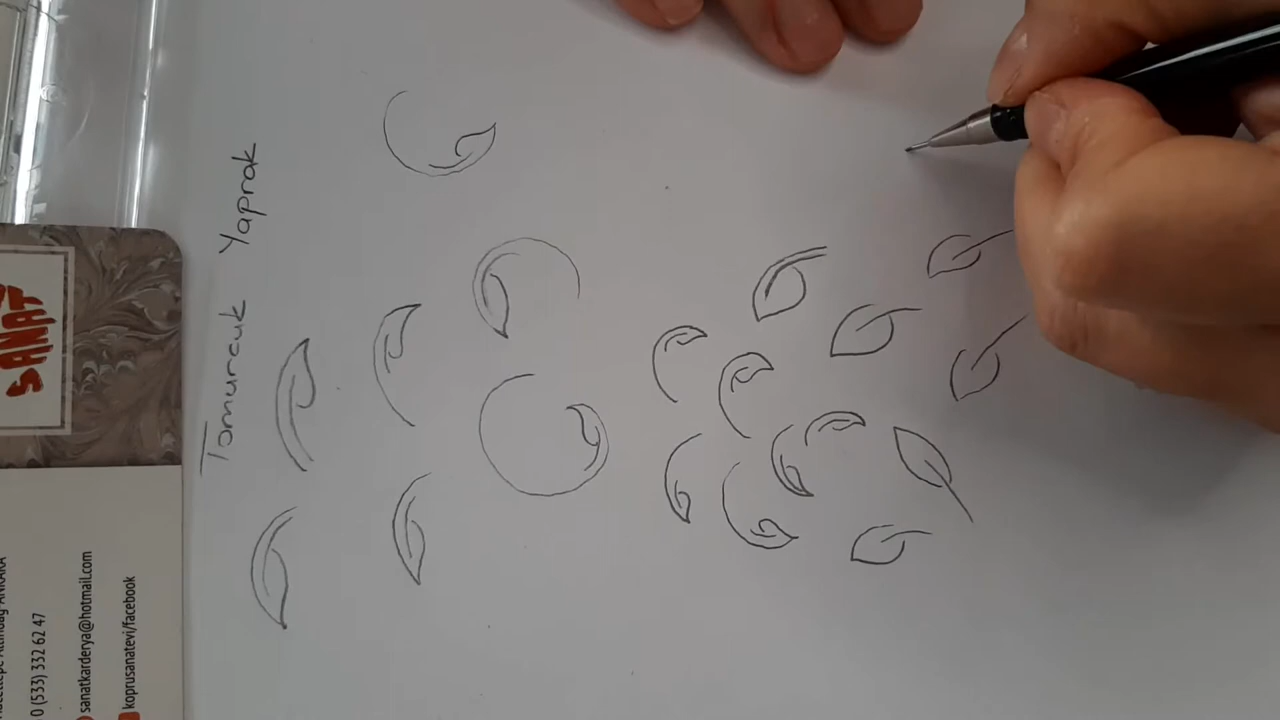 Tomurcuk Yaprak
SANAT
0 (533) 332 62 47
sanatkarderya@hotmail.com
koprusanatevi/facebook